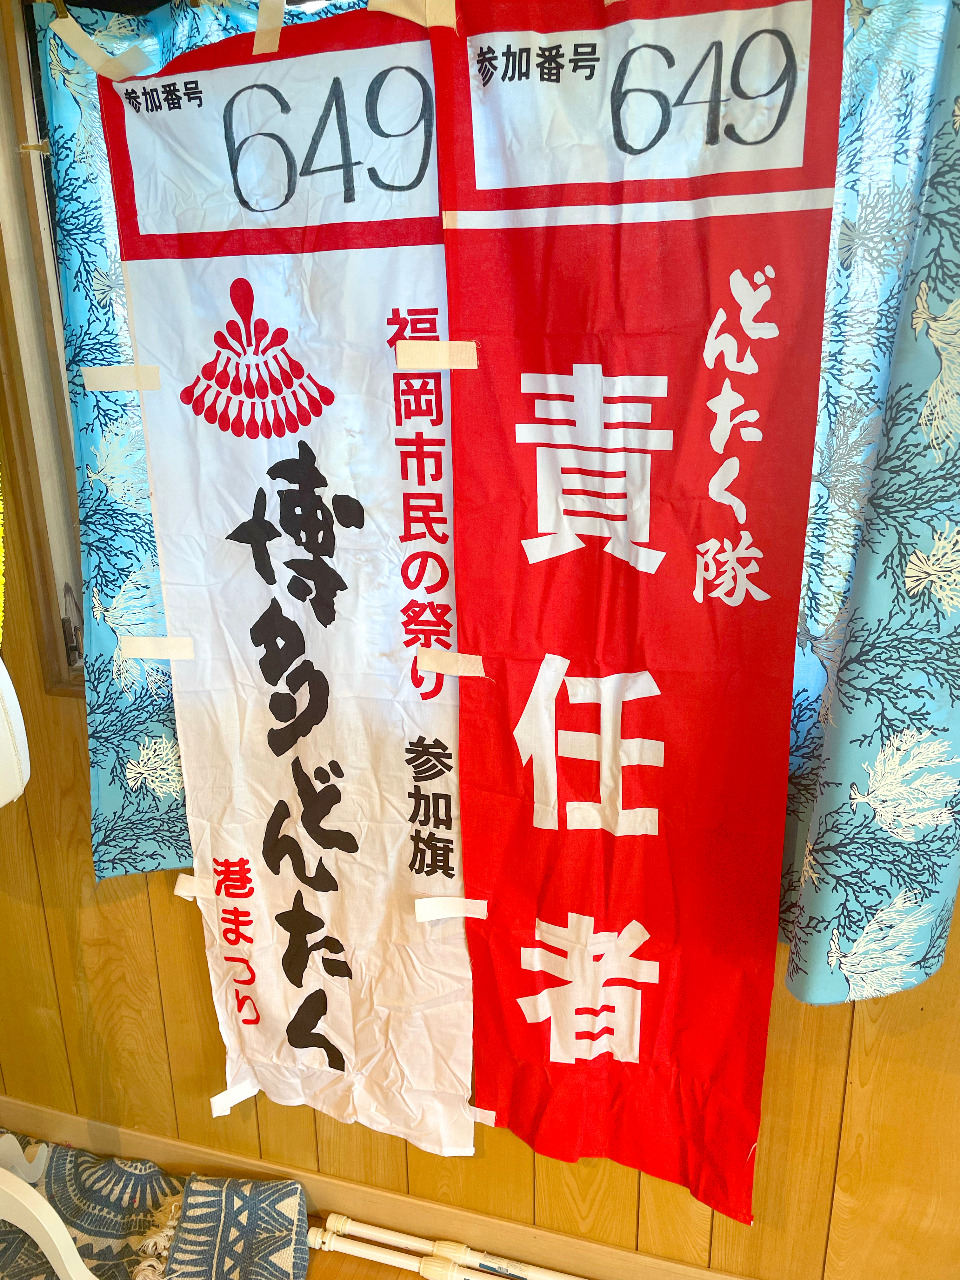 参加番号 649
福岡市民の祭り 参加旗
博多どんたく
港まつり
参加番号 649
どんたく隊
責任者